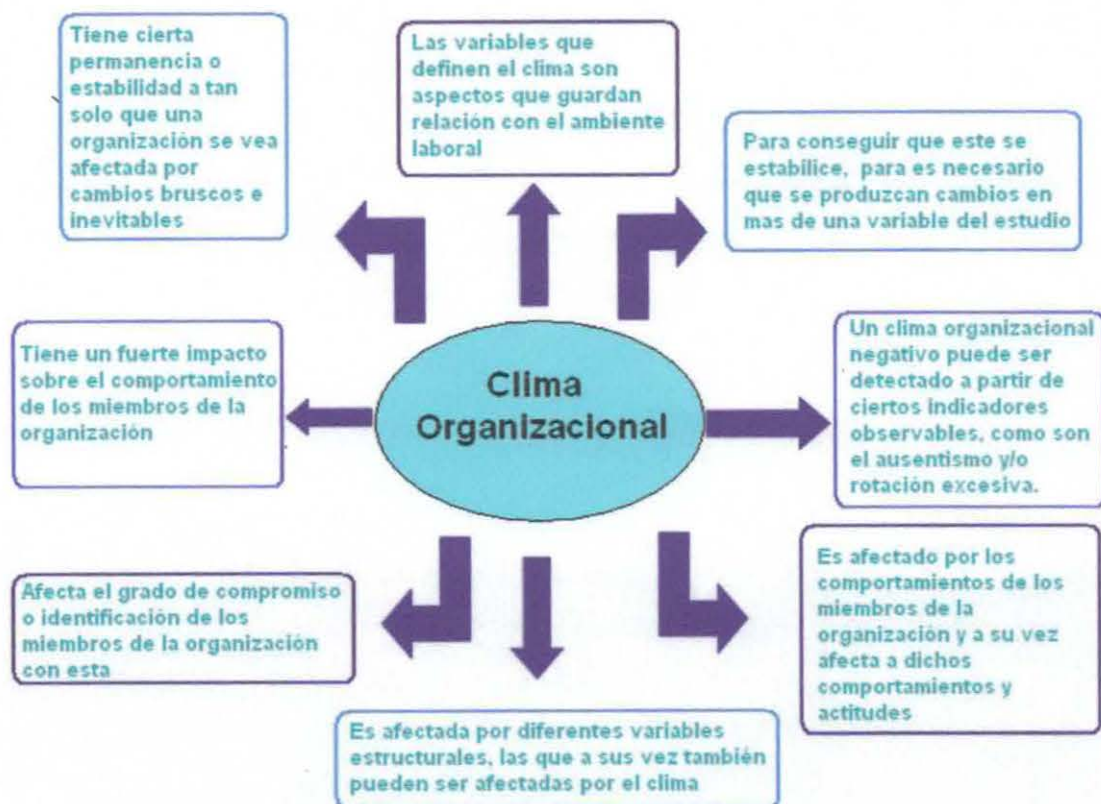 Tiene cierta
permanencia o
estabilidad a tan
solo que una
organización se vea
afectada por
cambios bruscos e
inevitables
Las variables que
definen el clima son
aspectos que guardan
relación con el ambiente
laboral
Para conseguir que este se
estabilice, para es necesario
que se produzcan cambios en
mas de una variable del estudio
Tiene un fuerte impacto
sobre el comportamiento
de los miembros de la
organización
Clima
Organizacional
Un clima organizacional
negativo puede ser
detectado a partir de
ciertos indicadores
observables, como son
el ausentismo y/o
rotación excesiva.
Afecta el grado de compromiso
o identificación de los
miembros de la organización
con esta
Es afectado por los
comportamientos de los
miembros de la
organización y a su vez
afecta a dichos
comportamientos y
actitudes
Es afectada por diferentes variables
estructurales, las que a sus vez también
pueden ser afectadas por el clima